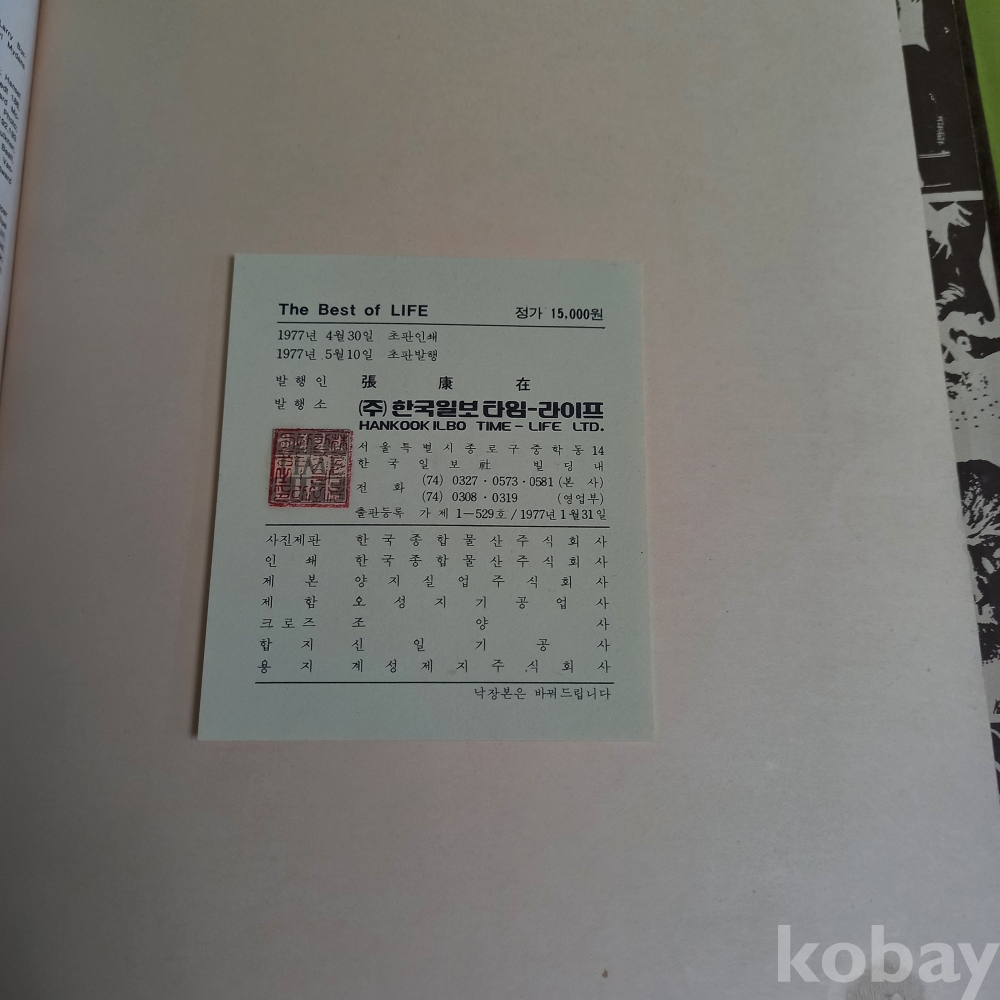 The Best of LIFE 정가 15,000원
1977년 4월30일 초판인쇄
1977년 5월10일 초판발행
발행인 張康在
발행소 (주)한국일보타임-라이프
HANKOOK ILBO TIME-LIFE LTD.
서울특별시종로구중학동14
한국일보社빌딩내
전화 (74) 0327·0573·0581(본사)
(74) 0308·0319 (영업부)
출판등록 가제1-529호/1977년1월31일
사진제판 한국종합물산주식회사
인쇄 한국종합물산주식회사
제본 양지실업주식회사
제함 오성지기공업사
크로즈 조양사
합지 신일기공사
용지 계성제지주식회사
낙장본은 바꿔드립니다
kobay